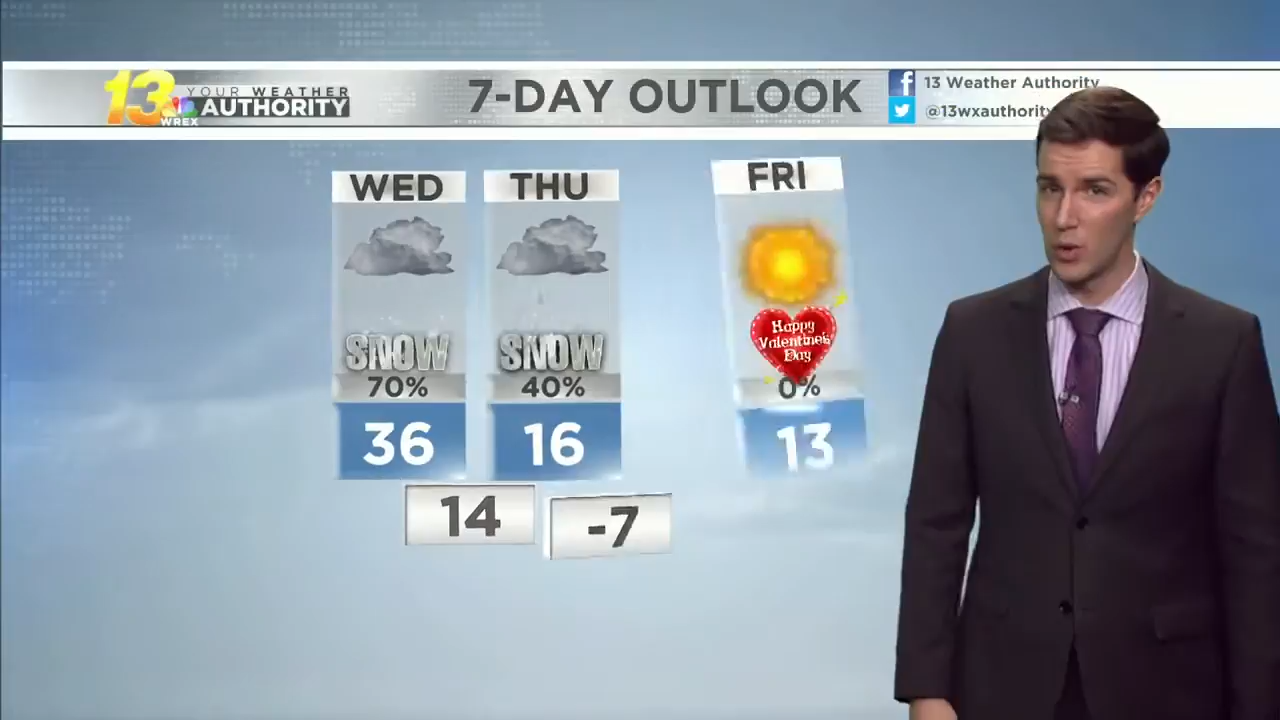 13
YOUR WEATHER
AUTHORITY
WREX
7-DAY OUTLOOK
f 13 Weather Authority
@13wxauthority
WED
THU
FRI
SNOW
SNOW
Happy
Valentine's
Day
70%
40%
0%
36
16
13
14
-7